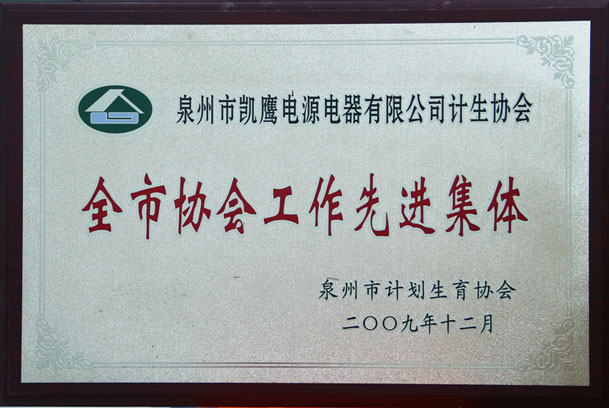 泉州市凯鹰电源电器有限公司计生协会
全市协会工作先进集体
泉州市计划生育协会
二〇〇九年十二月